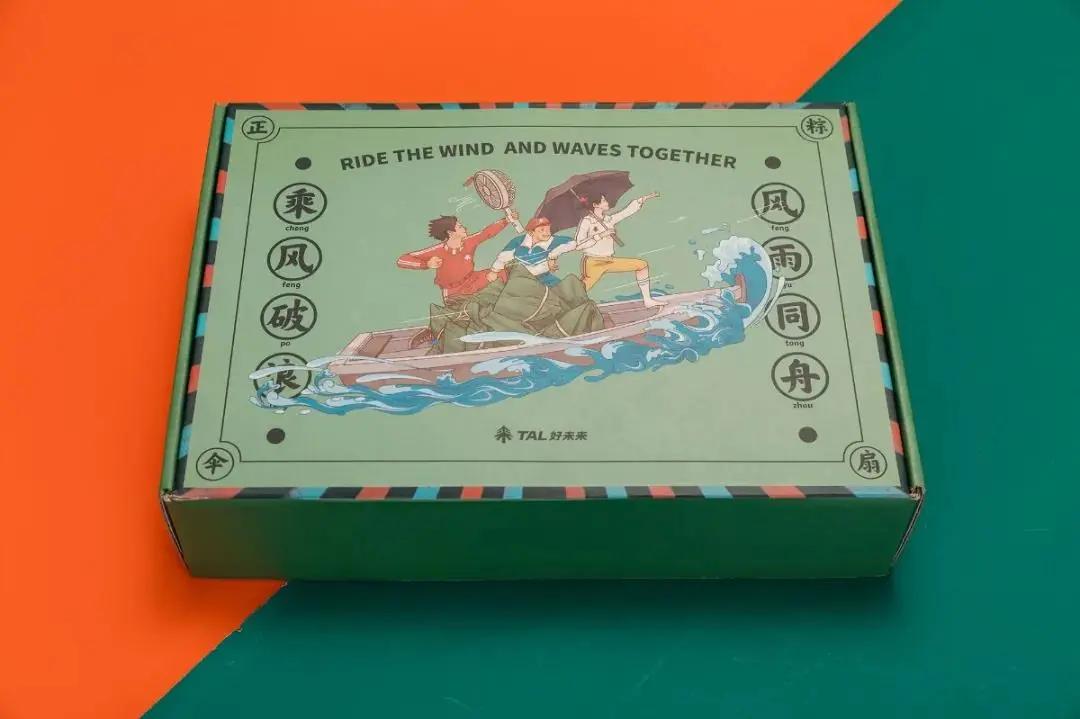 正
粽
RIDE THE WIND AND WAVES TOGETHER
乘
cheng
风
feng
破
po
浪
风
feng
雨
yu
同
tong
舟
zhou
TAL 好未来
伞
扇